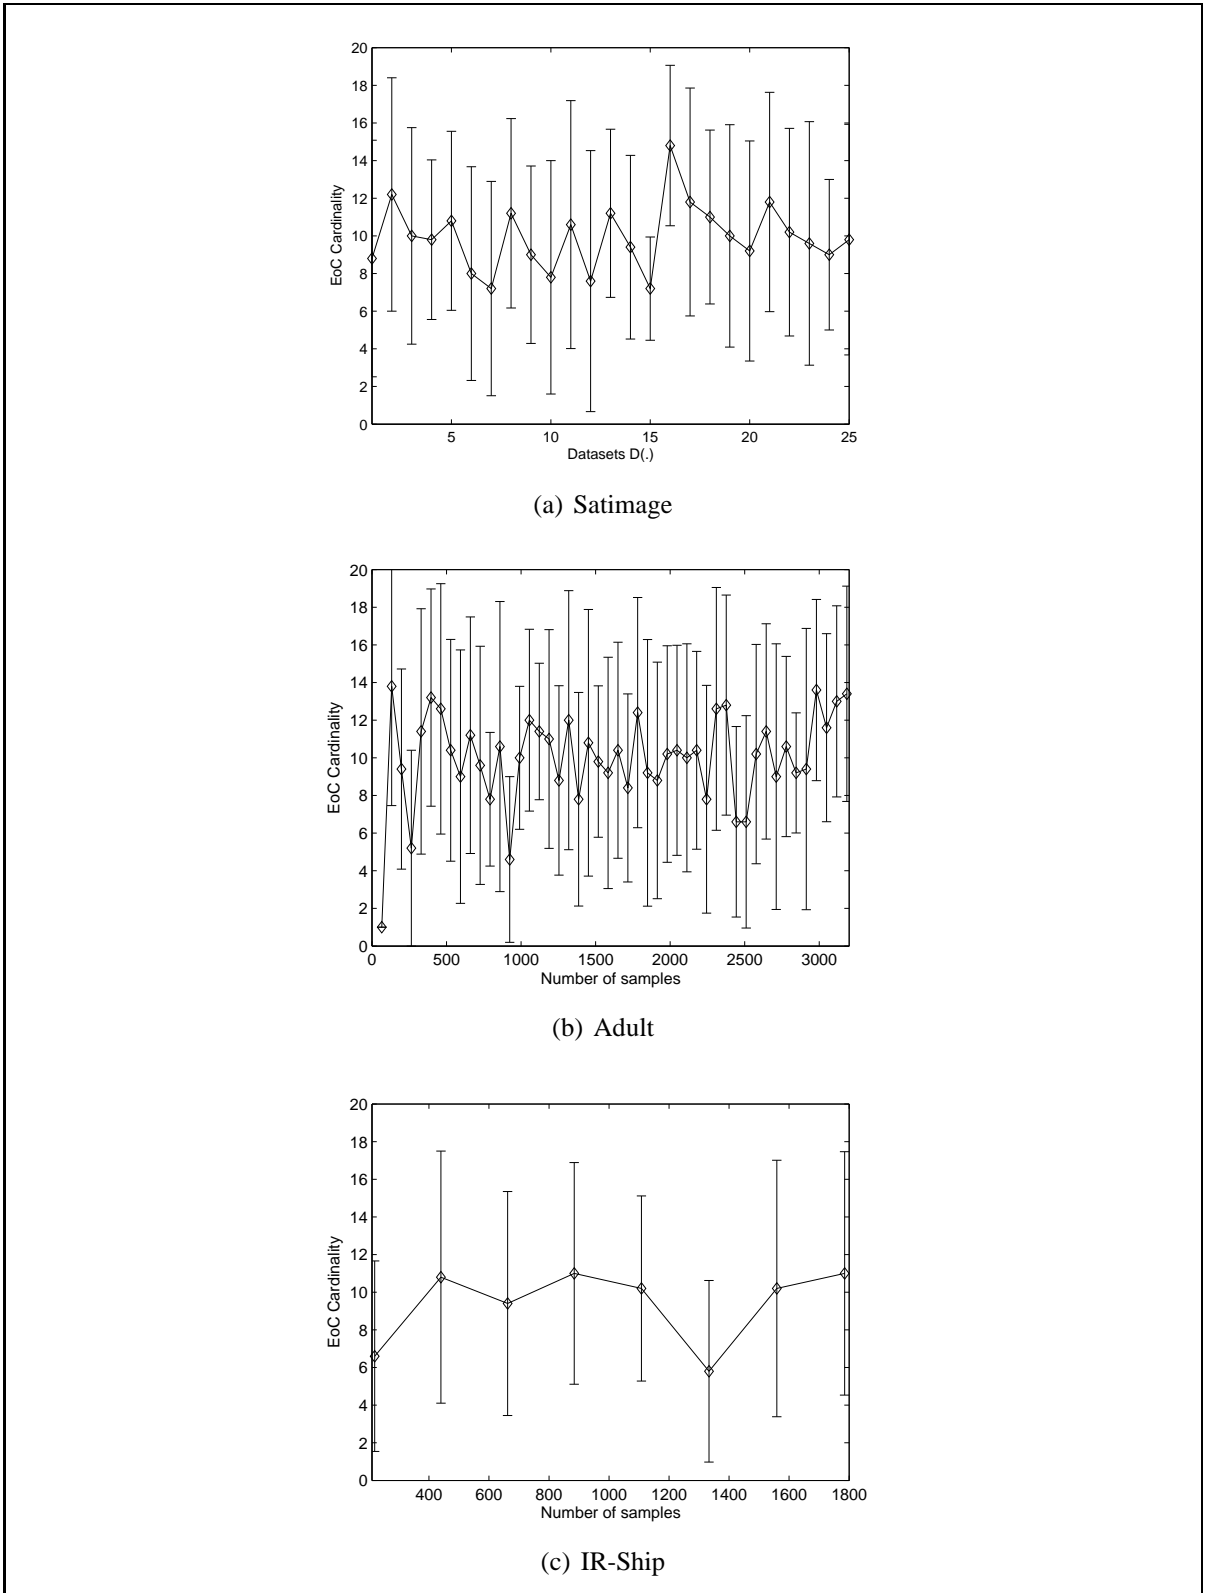 20
18
16
14
12
10
8
6
4
2
0
EoC Cardinality
5 10 15 20 25
Datasets D(.)
(a) Satimage
20
18
16
14
12
10
8
6
4
2
0
EoC Cardinality
0 500 1000 1500 2000 2500 3000
Number of samples
(b) Adult
20
18
16
14
12
10
8
6
4
2
0
EoC Cardinality
400 600 800 1000 1200 1400 1600 1800
Number of samples
(c) IR-Ship